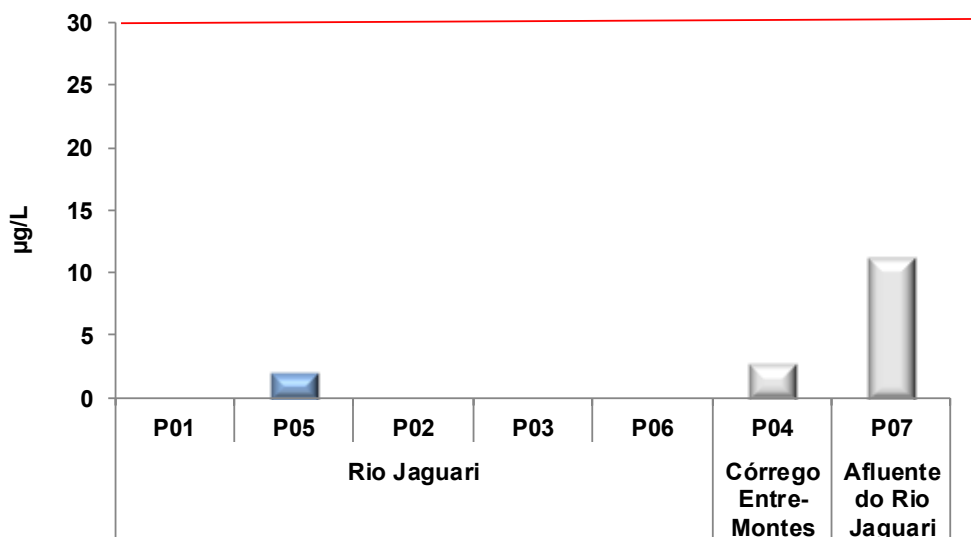 30
25
20
15
10
5
0
µg/L
P01 P05 P02 P03 P06 P04 P07
Rio Jaguari
Córrego
Entre-
Montes
Afluente
do Rio
Jaguari